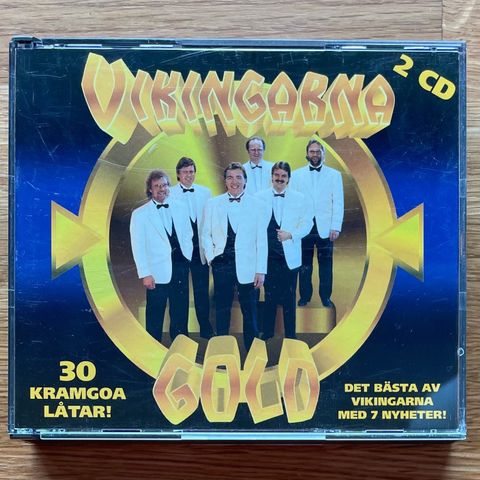 VIKINGARNA
2 CD
GOLD
30
KRAMGOA
LÅTAR!
DET BÄSTA AV
VIKINGARNA
MED 7 NYHETER!